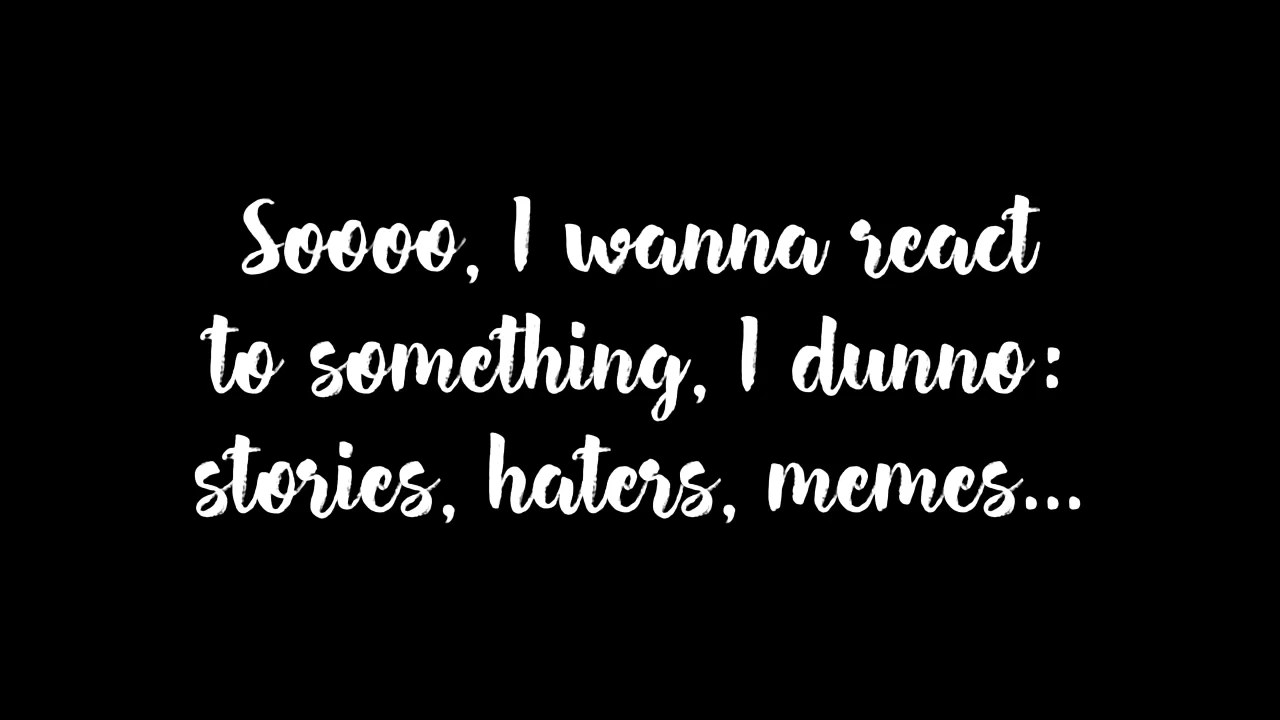 Soooo, I wanna react
to something, I dunno:
stories, haters, memes...